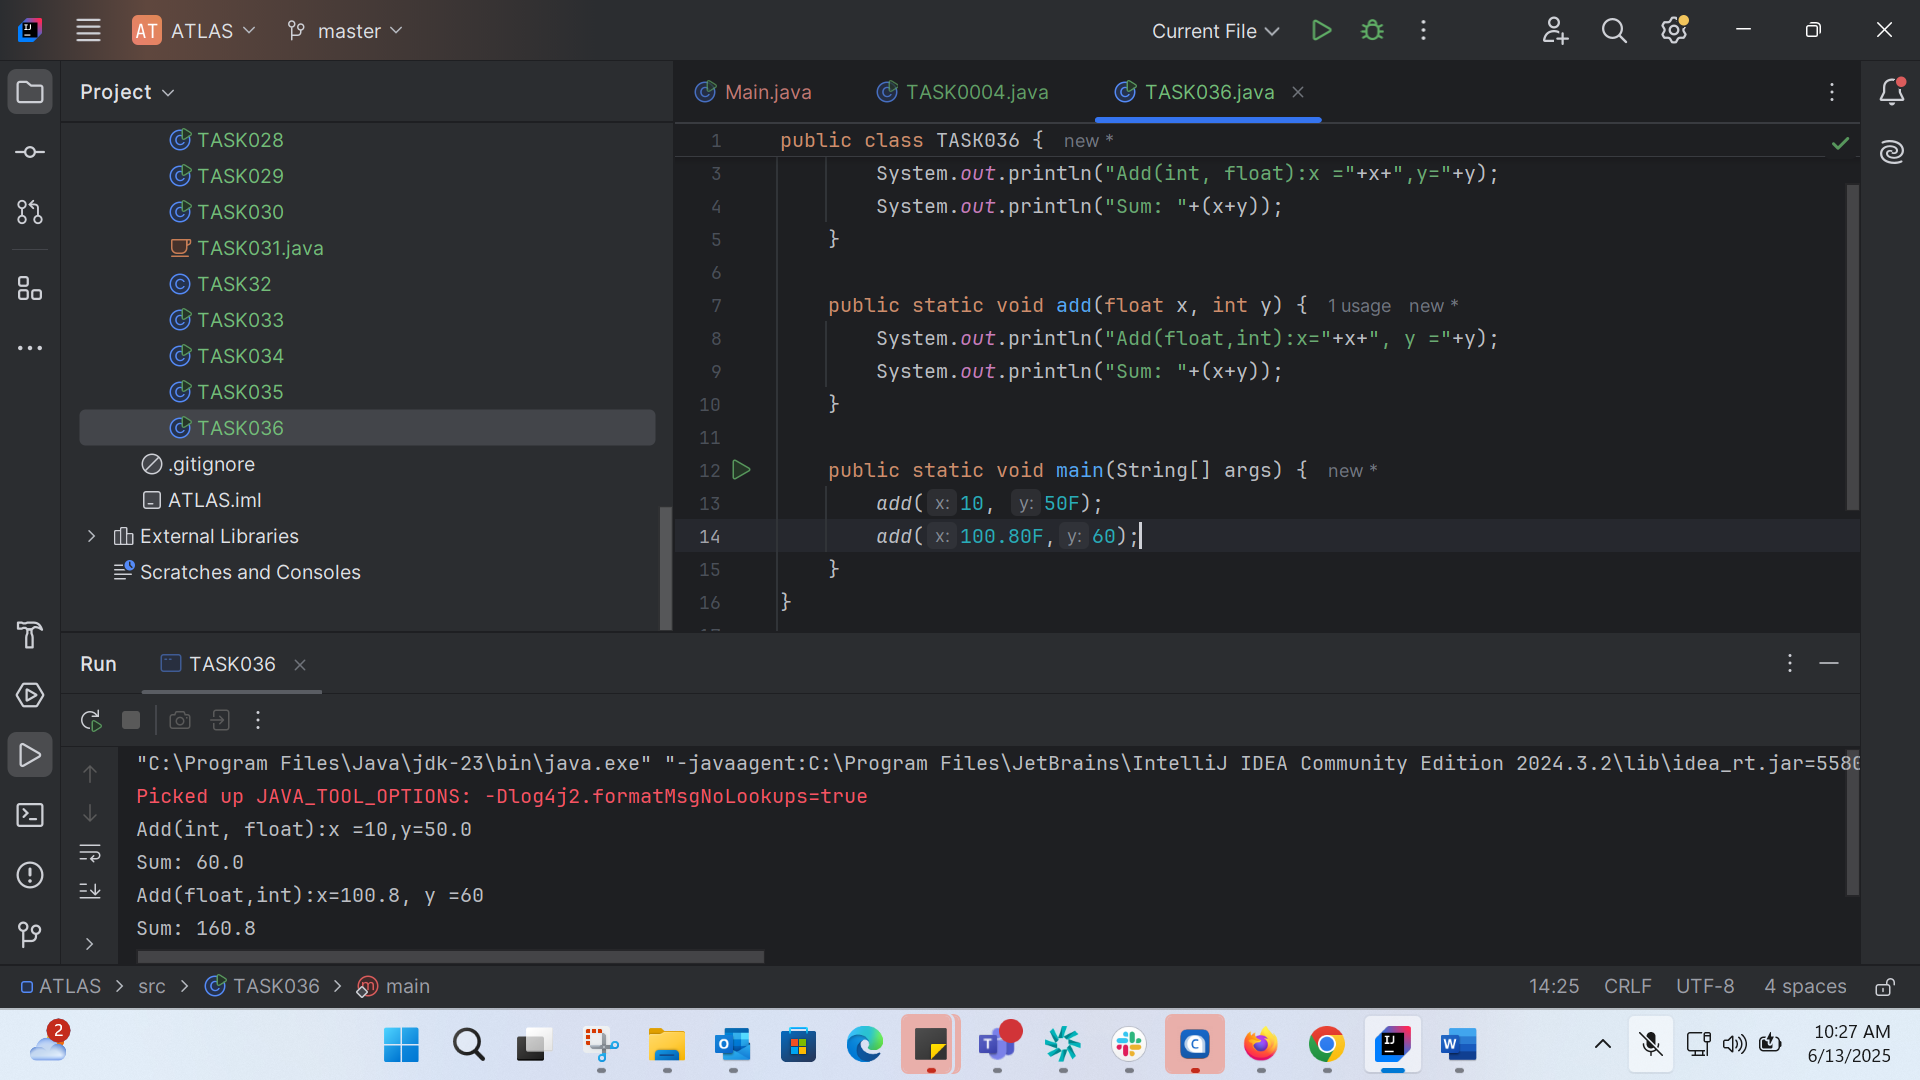 AT ATLAS master Current File
Project
Main.java TASK0004.java TASK036.java
TASK028
TASK029
TASK030
TASK031.java
TASK32
TASK033
TASK034
TASK035
TASK036
.gitignore
ATLAS.iml
External Libraries
Scratches and Consoles
1 public class TASK036 { new *
3 System.out.println("Add(int, float):x ="+x+",y="+y);
4 System.out.println("Sum: "+(x+y));
5 }
6
7 public static void add(float x, int y) { 1 usage new *
8 System.out.println("Add(float,int):x="+x+", y ="+y);
9 System.out.println("Sum: "+(x+y));
10 }
11
12 public static void main(String[] args) { new *
13 add( x: 10, y: 50F);
14 add( x: 100.80F, y: 60);
15 }
16 }
Run TASK036
"C:\Program Files\Java\jdk-23\bin\java.exe" "-javaagent:C:\Program Files\JetBrains\IntelliJ IDEA Community Edition 2024.3.2\lib\idea_rt.jar=5580
Picked up JAVA_TOOL_OPTIONS: -Dlog4j2.formatMsgNoLookups=true
Add(int, float):x =10,y=50.0
Sum: 60.0
Add(float,int):x=100.8, y =60
Sum: 160.8
ATLAS > src > TASK036 > main 14:25 CRLF UTF-8 4 spaces
2
10:27 AM
6/13/2025